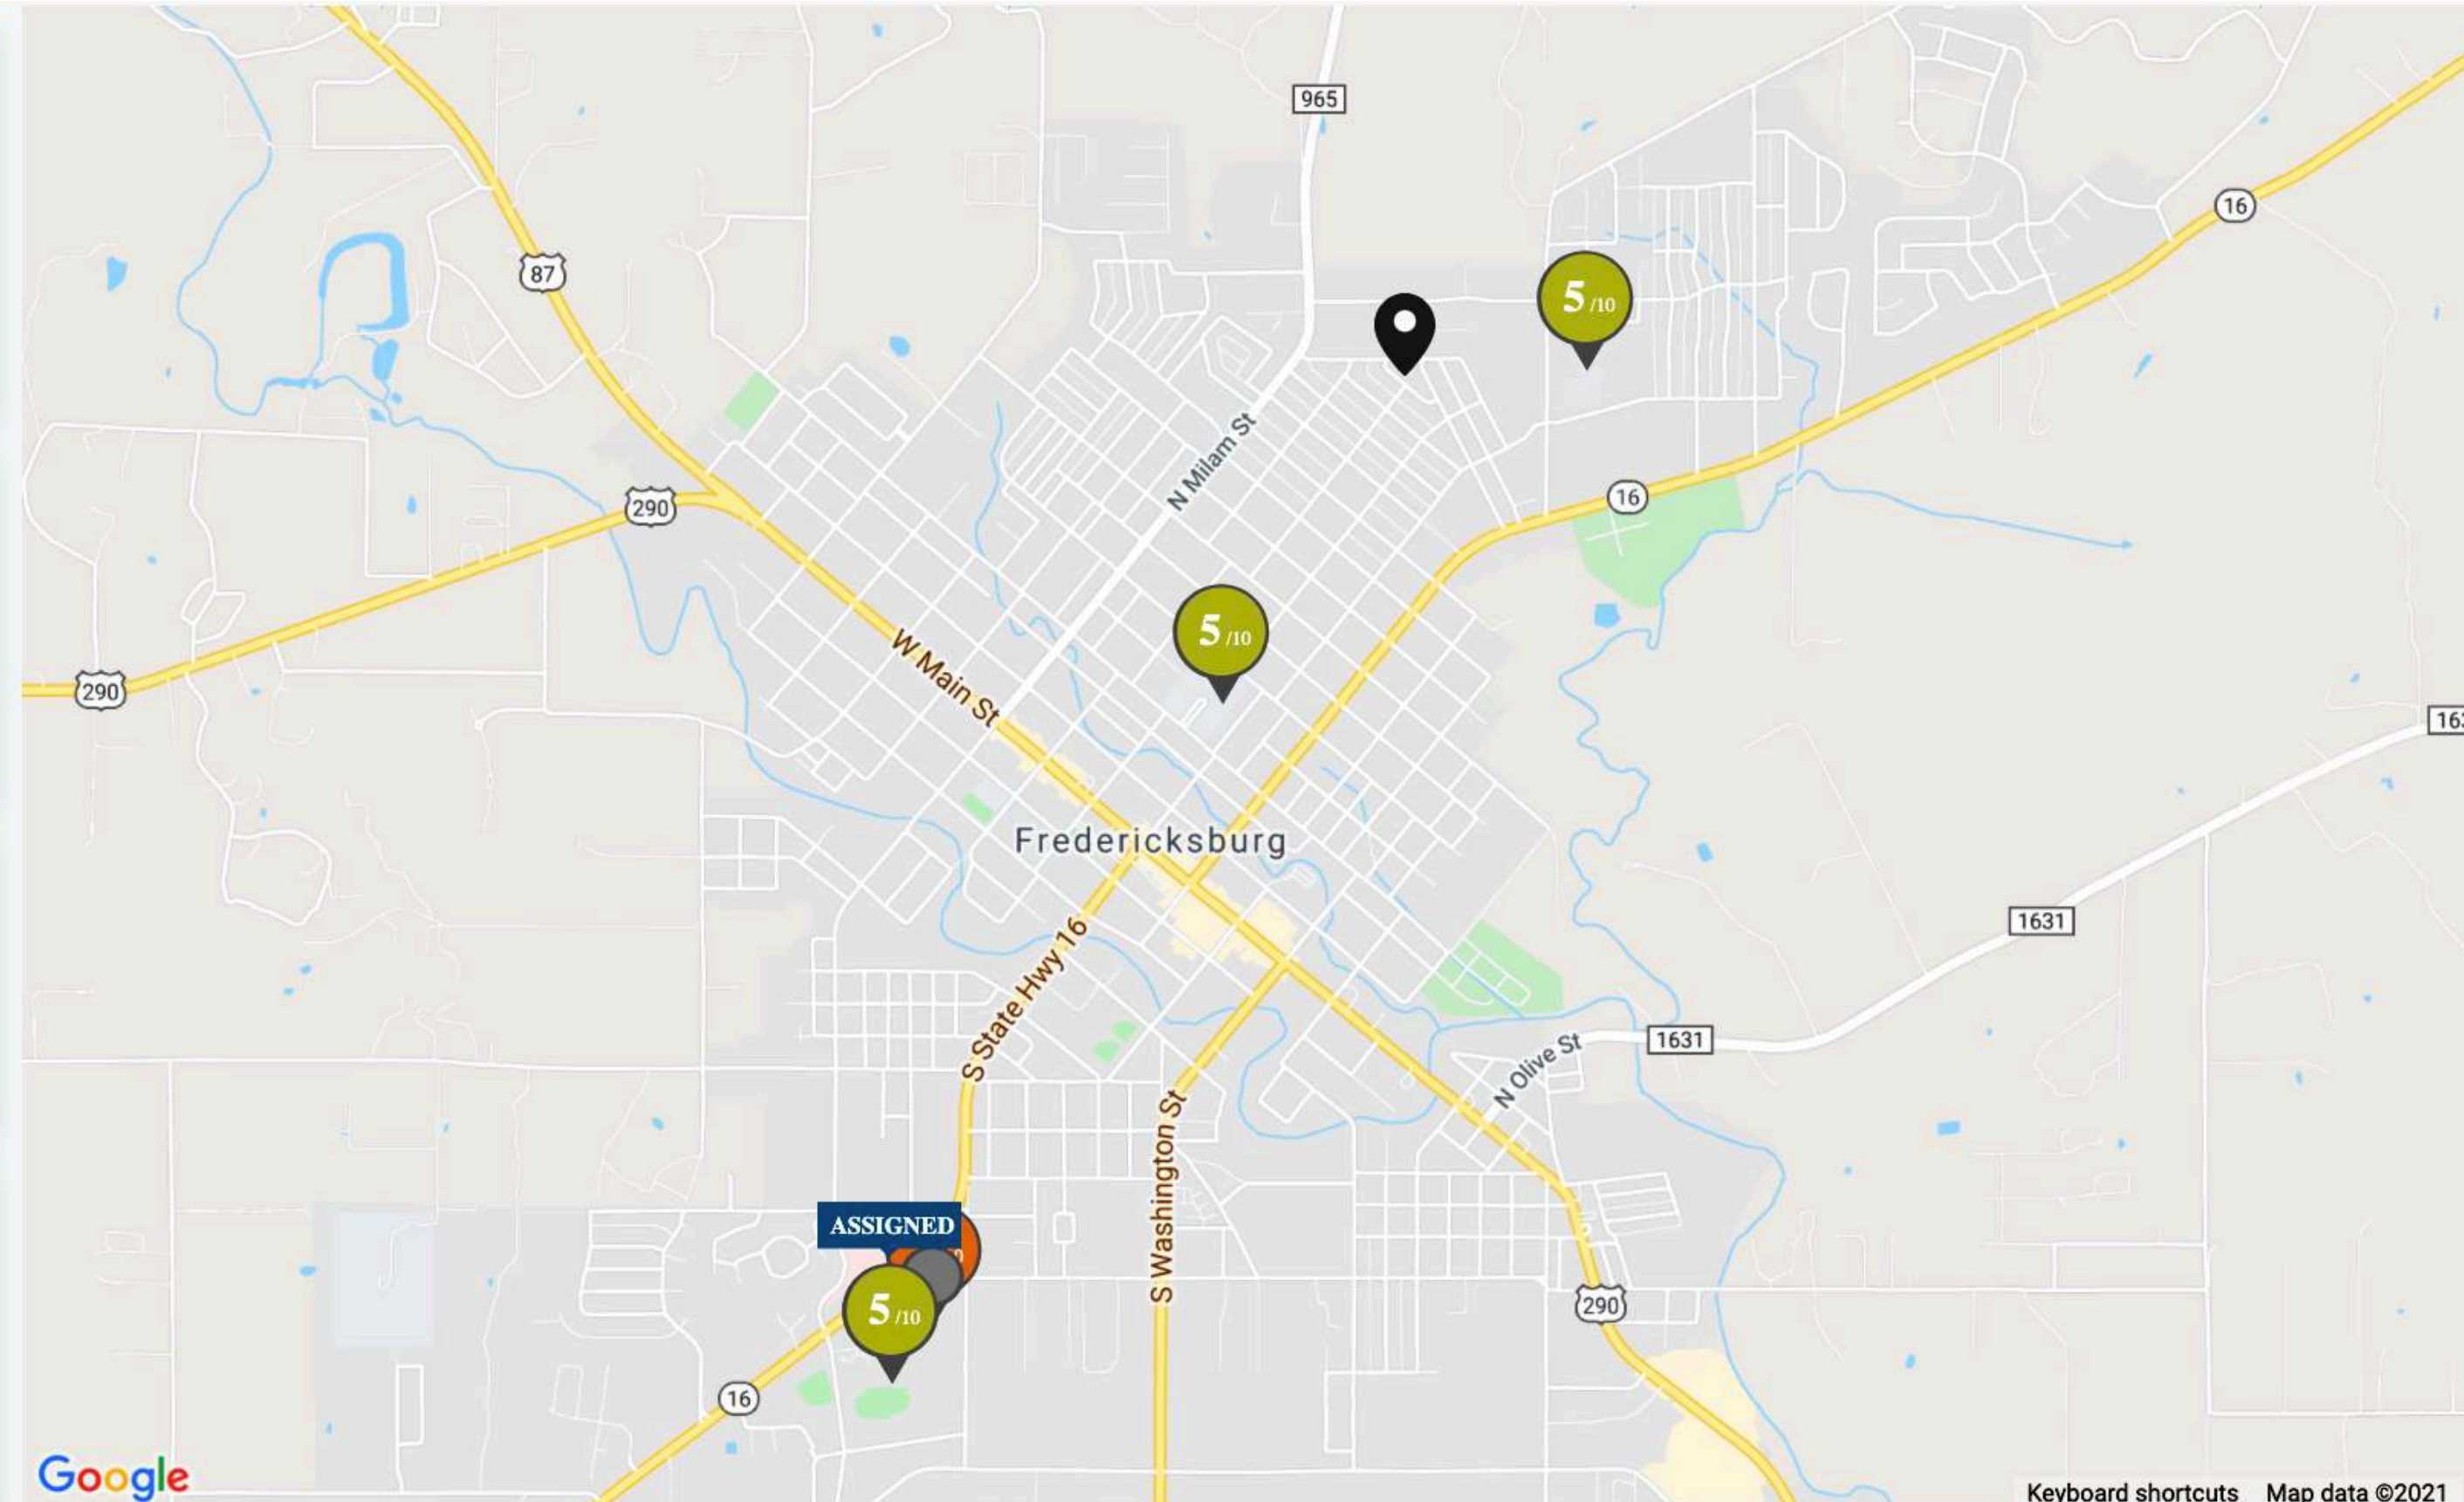 965
16
5 /10
87
N Milam St
16
290
5 /10
W Main St
290
Fredericksburg
1631
S State Hwy 16
1631
N Olive St
S Washington St
ASSIGNED
290
5 /10
16
Google
Keyboard shortcuts Map data ©2021